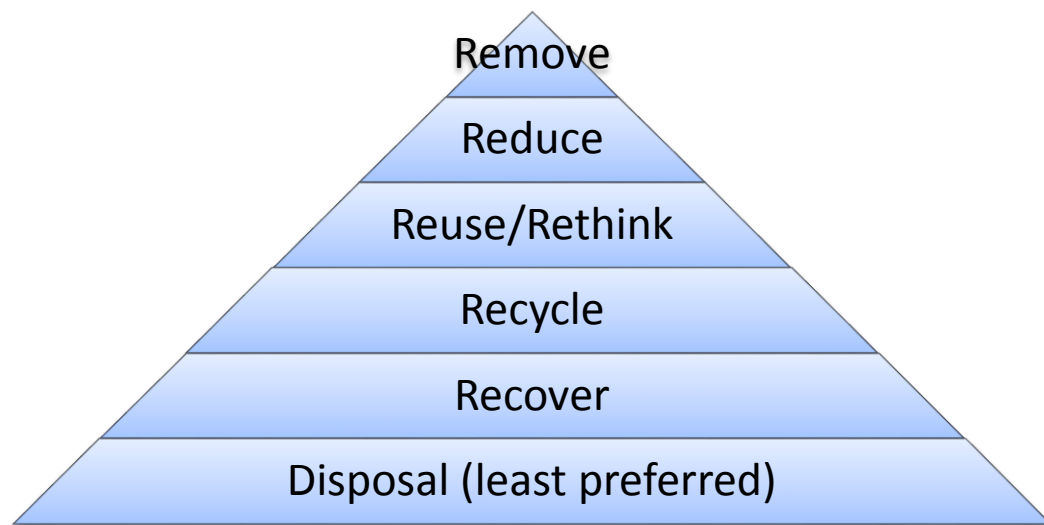 Remove
Reduce
Reuse/Rethink
Recycle
Recover
Disposal (least preferred)